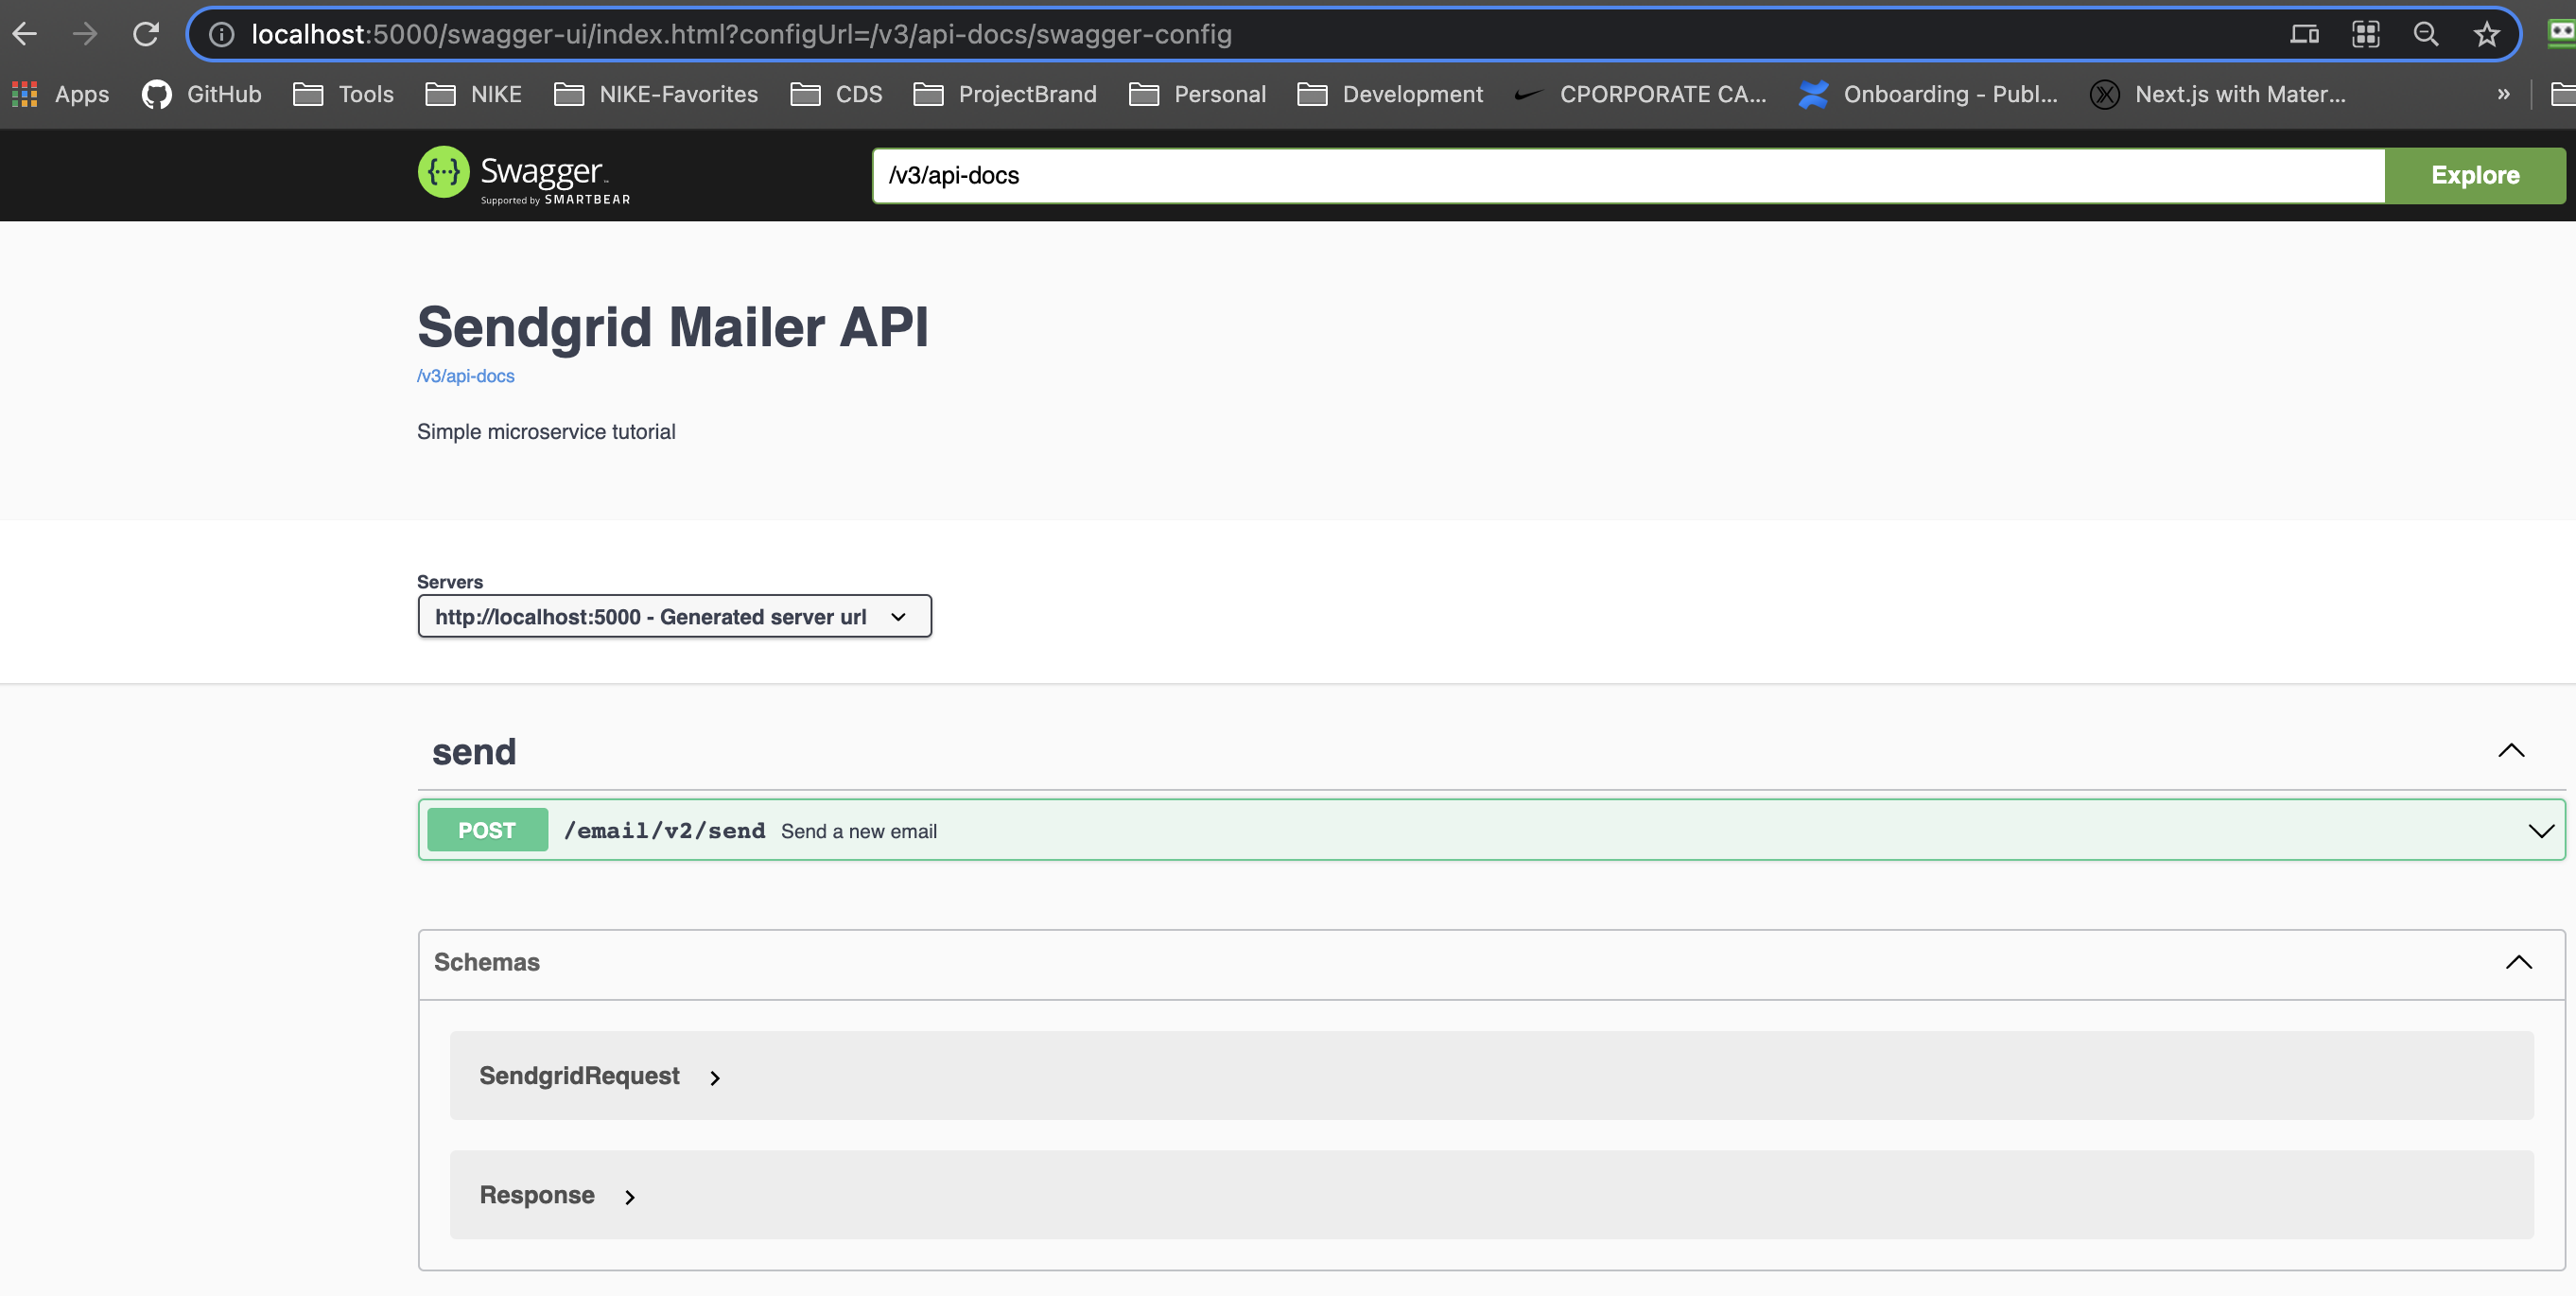 localhost:5000/swagger-ui/index.html?configUrl=/v3/api-docs/swagger-config
Apps GitHub Tools NIKE NIKE-Favorites CDS ProjectBrand Personal Development CPORPORATE CA... Onboarding - Publ... Next.js with Mater... »
{...} Swagger™ /v3/api-docs Explore
Supported by SMARTBEAR
Sendgrid Mailer API
/v3/api-docs
Simple microservice tutorial
Servers
http://localhost:5000 - Generated server url
send
POST /email/v2/send Send a new email
Schemas
SendgridRequest
Response